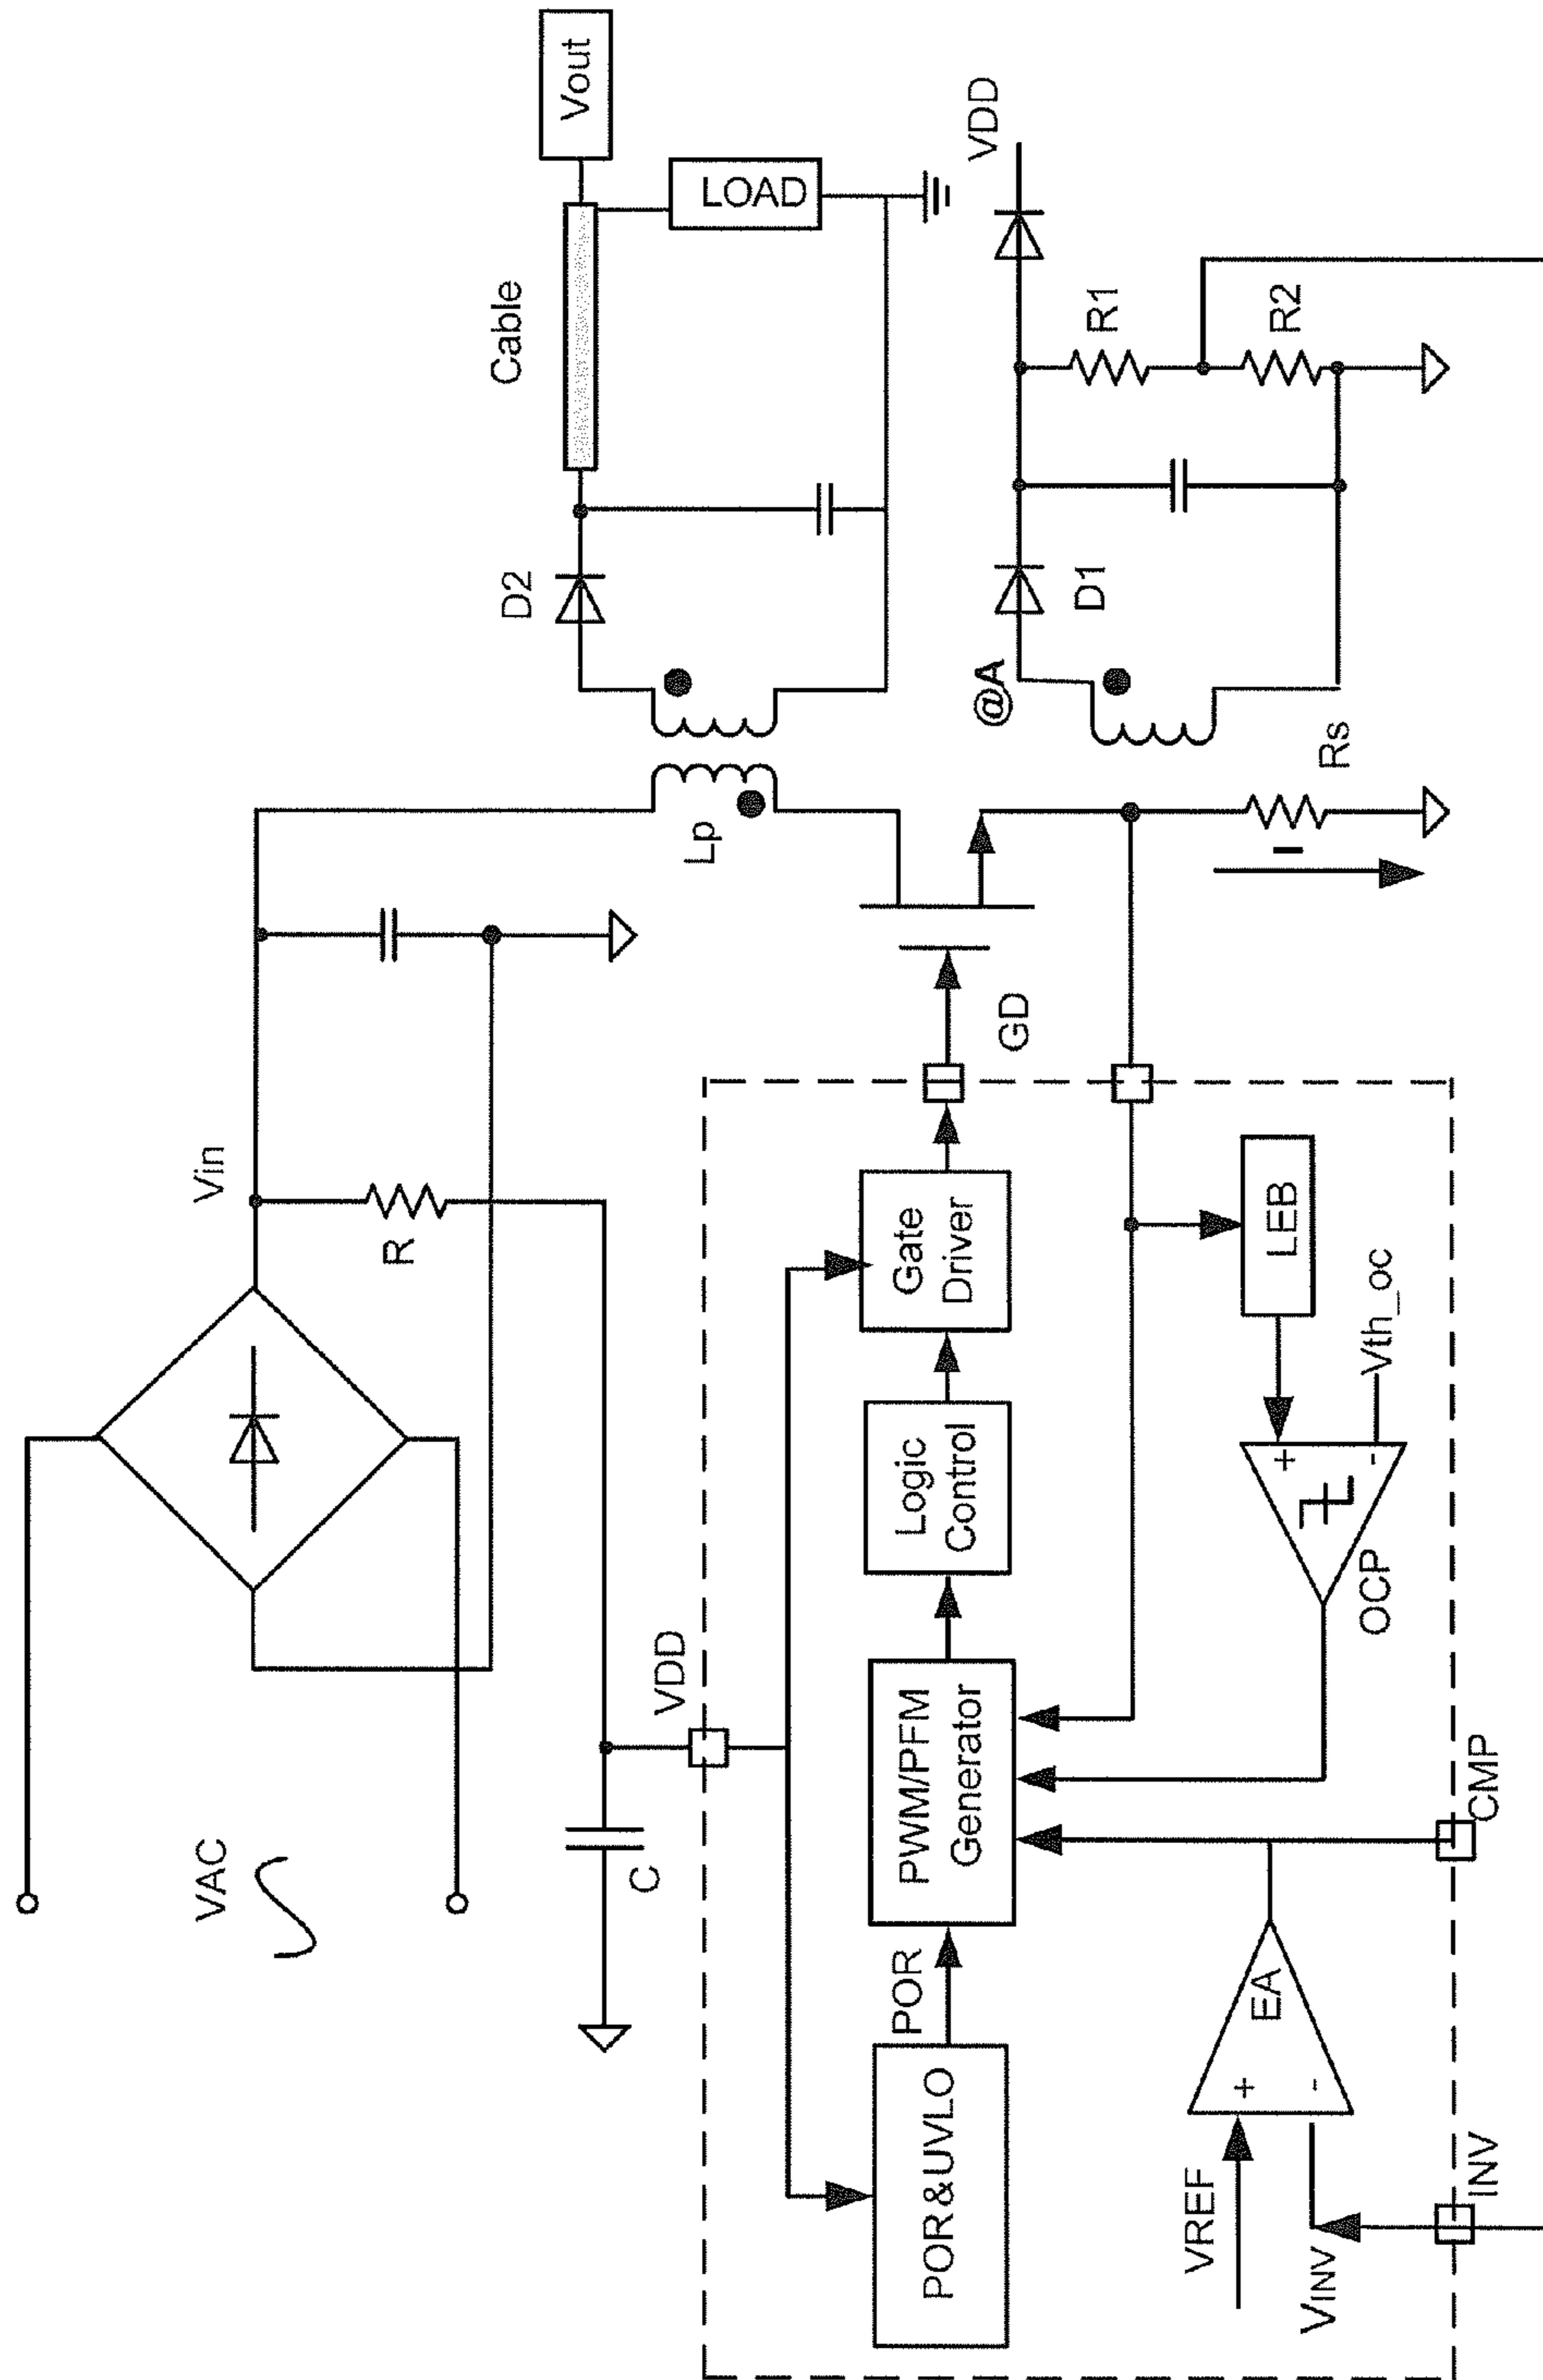 VAC
Vin
R
C
VDD
Lp
D2
Cable
Vout
LOAD
@A
D1
VDD
R1
R2
Rs
I
GD
POR&UVLO
POR
PWM/PFM
Generator
Logic
Control
Gate
Driver
LEB
Vth_oc
+
-
OCP
VREF
VINV
+
-
EA
INV
CMP